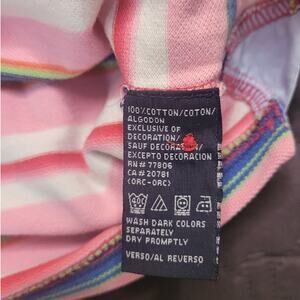 100%COTTON/COTON/
ALGODON
EXCLUSIVE OF
DECORATION/
SAUF DECORATION/
EXCEPTO DECORACION
RN# 77806
CA# 20781
(ORC-ORC)
40
WASH DARK COLORS
SEPARATELY
DRY PROMPTLY
VERSO/AL REVERSO